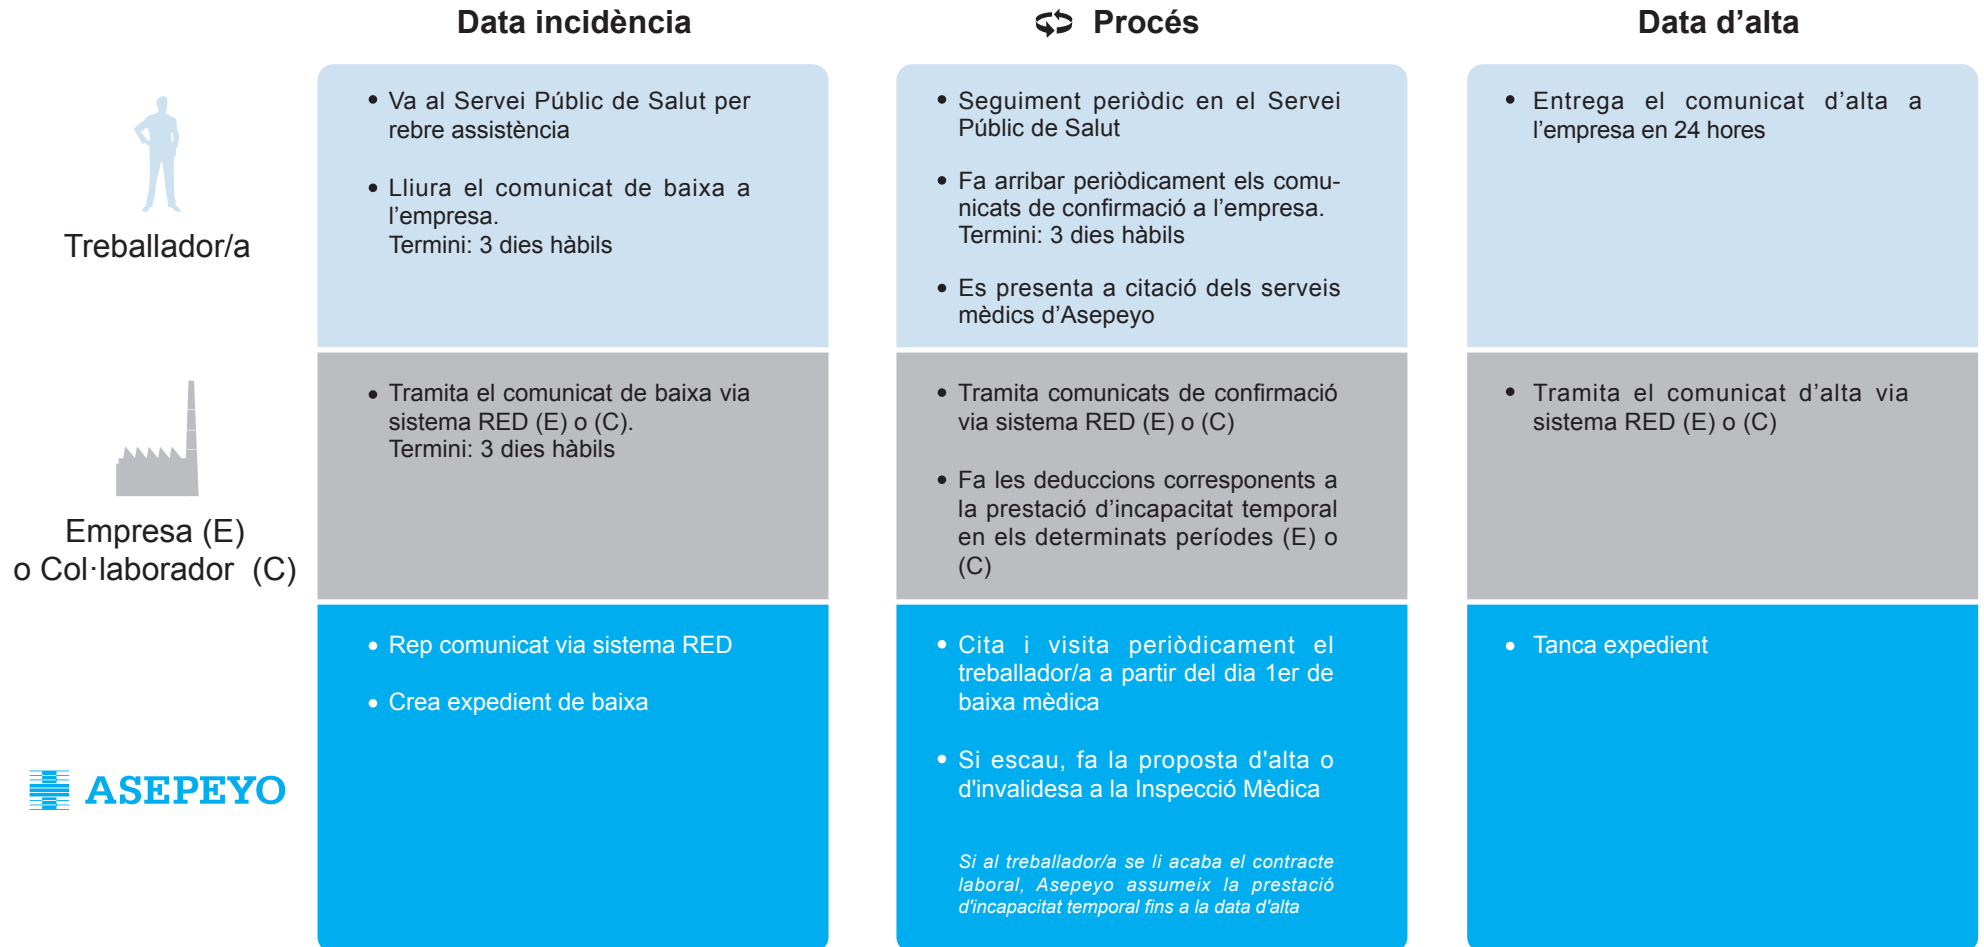 Data incidència
Procés
Data d’alta
Treballador/a
• Va al Servei Públic de Salut per
rebre assistència
• Lliura el comunicat de baixa a
l’empresa.
Termini: 3 dies hàbils
• Seguiment periòdic en el Servei
Públic de Salut
• Fa arribar periòdicament els comu-
nicats de confirmació a l’empresa.
Termini: 3 dies hàbils
• Es presenta a citació dels serveis
mèdics d’Asepeyo
• Entrega el comunicat d’alta a
l’empresa en 24 hores
Empresa (E)
o Col·laborador (C)
• Tramita el comunicat de baixa via
sistema RED (E) o (C).
Termini: 3 dies hàbils
• Tramita comunicats de confirmació
via sistema RED (E) o (C)
• Fa les deduccions corresponents a
la prestació d’incapacitat temporal
en els determinats períodes (E) o
(C)
• Tramita el comunicat d’alta via
sistema RED (E) o (C)
ASEPEYO
• Rep comunicat via sistema RED
• Crea expedient de baixa
• Cita i visita periòdicament el
treballador/a a partir del dia 1er de
baixa mèdica
• Si escau, fa la proposta d'alta o
d'invalidesa a la Inspecció Mèdica
Si al treballador/a se li acaba el contracte
laboral, Asepeyo assumeix la prestació
d'incapacitat temporal fins a la data d'alta
• Tanca expedient